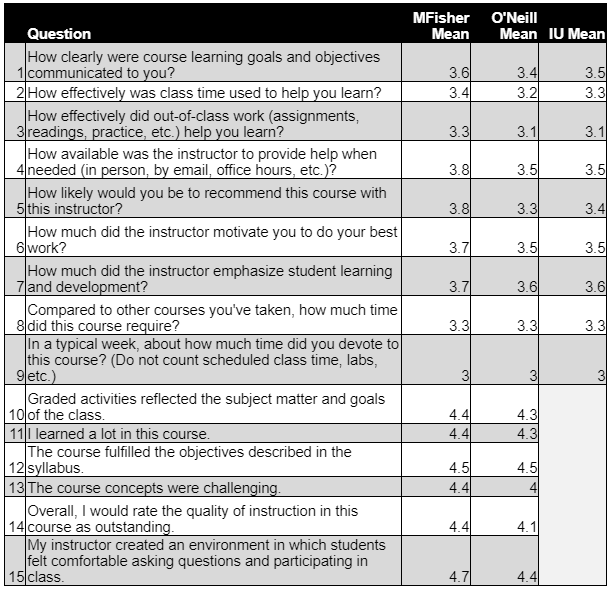 MFisher O'Neill
Question Mean Mean IU Mean
How clearly were course learning goals and objectives
1 communicated to you? 3.6 3.4 3.5
2 How effectively was class time used to help you learn? 3.4 3.2 3.3
How effectively did out-of-class work (assignments,
3 readings, practice, etc.) help you learn? 3.3 3.1 3.1
How available was the instructor to provide help when
4 needed (in person, by email, office hours, etc.)? 3.8 3.5 3.5
How likely would you be to recommend this course with
5 this instructor? 3.8 3.3 3.4
How much did the instructor motivate you to do your best
6 work? 3.7 3.5 3.5
How much did the instructor emphasize student learning
7 and development? 3.7 3.6 3.6
Compared to other courses you've taken, how much time
8 did this course require? 3.3 3.3 3.3
In a typical week, about how much time did you devote to
this course? (Do not count scheduled class time, labs,
9 etc.) 3 3 3
Graded activities reflected the subject matter and goals
10 of the class. 4.4 4.3
11 I learned a lot in this course. 4.4 4.3
The course fulfilled the objectives described in the
12 syllabus. 4.5 4.5
13 The course concepts were challenging. 4.4 4
Overall, I would rate the quality of instruction in this
14 course as outstanding. 4.4 4.1
My instructor created an environment in which students
felt comfortable asking questions and participating in
15 class. 4.7 4.4